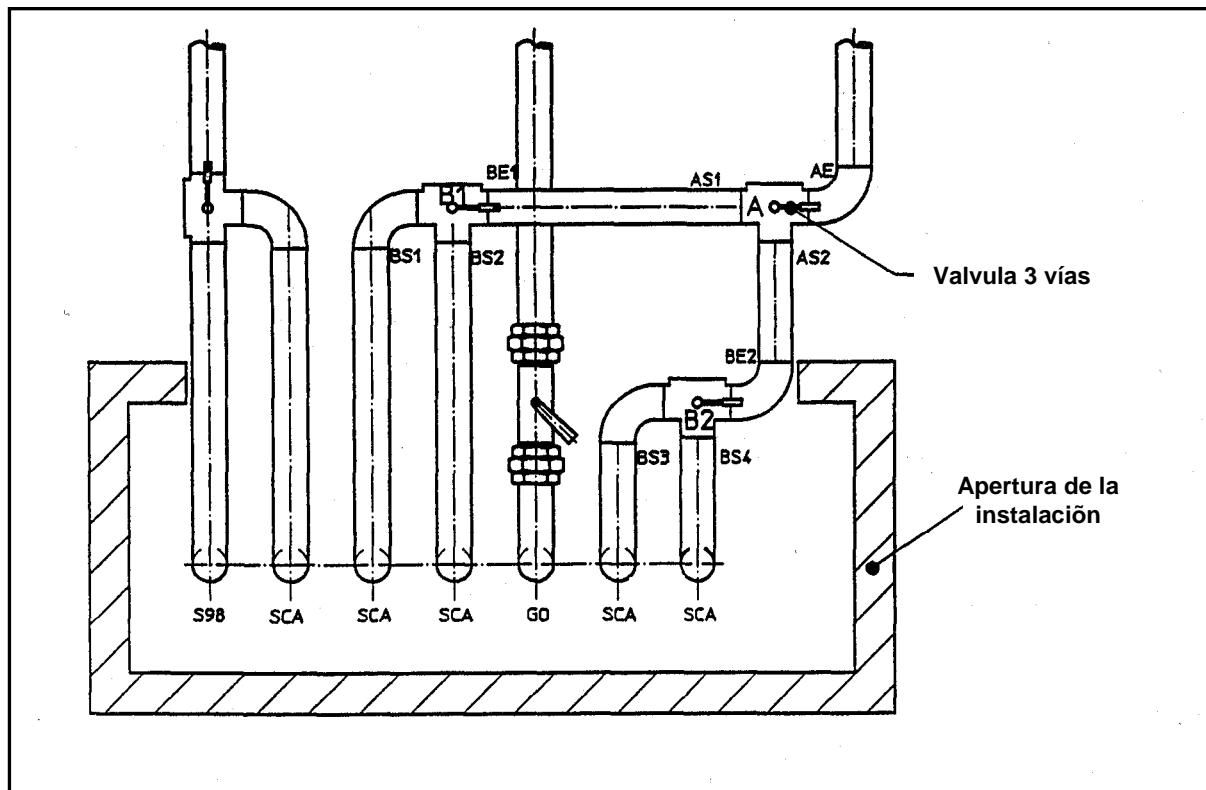 BE1
AS1
AE
B1
A
BS1
BS2
AS2
Valvula 3 vías
BE2
B2
BS3
BS4
Apertura de la
instalaciõn
S98
SCA
SCA
SCA
GO
SCA
SCA